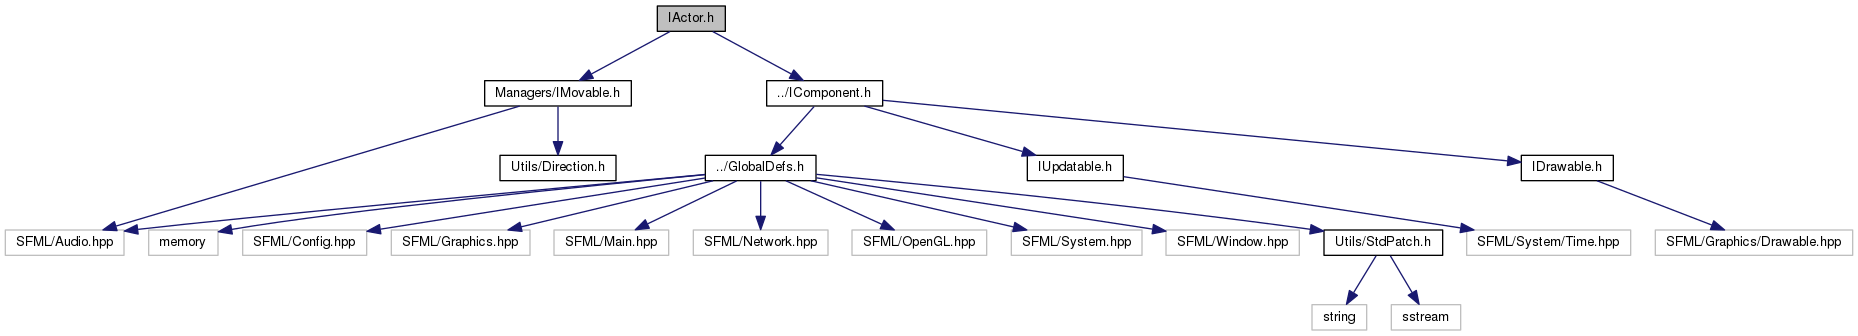 IActor.h
Managers/IMovable.h
../IComponent.h
Utils/Direction.h
../GlobalDefs.h
IUpdatable.h
IDrawable.h
SFML/Audio.hpp
memory
SFML/Config.hpp
SFML/Graphics.hpp
SFML/Main.hpp
SFML/Network.hpp
SFML/OpenGL.hpp
SFML/System.hpp
SFML/Window.hpp
Utils/StdPatch.h
SFML/System/Time.hpp
SFML/Graphics/Drawable.hpp
string
sstream